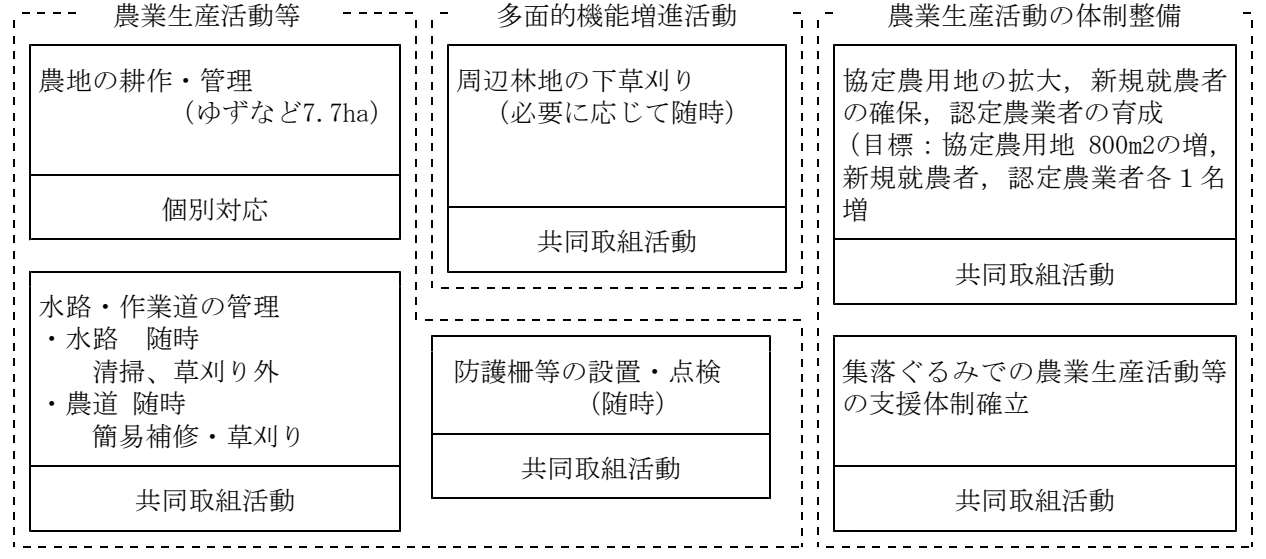 農業生産活動等
農地の耕作・管理
（ゆずなど7.7ha）
個別対応
水路・作業道の管理
・水路　随時
清掃、草刈り外
・農道 随時
簡易補修・草刈り
共同取組活動
防護柵等の設置・点検
（随時）
共同取組活動
多面的機能増進活動
周辺林地の下草刈り
（必要に応じて随時）
共同取組活動
農業生産活動の体制整備
協定農用地の拡大，新規就農者
の確保，認定農業者の育成
（目標：協定農用地 800m2の増，
新規就農者，認定農業者各１名
増
共同取組活動
集落ぐるみでの農業生産活動等
の支援体制確立
共同取組活動